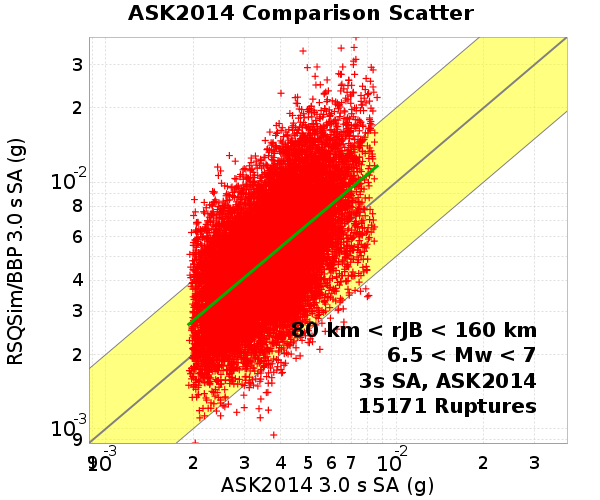 ASK2014 Comparison Scatter
RSQSim/BBP 3.0 s SA (g)
3
2
10-2
8
6
4
3
2
10-3
9
80 km < rJB < 160 km
6.5 < Mw < 7
3s SA, ASK2014
15171 Ruptures
9 10-3 2 3 4 5 6 7 10-2 2 3
ASK2014 3.0 s SA (g)